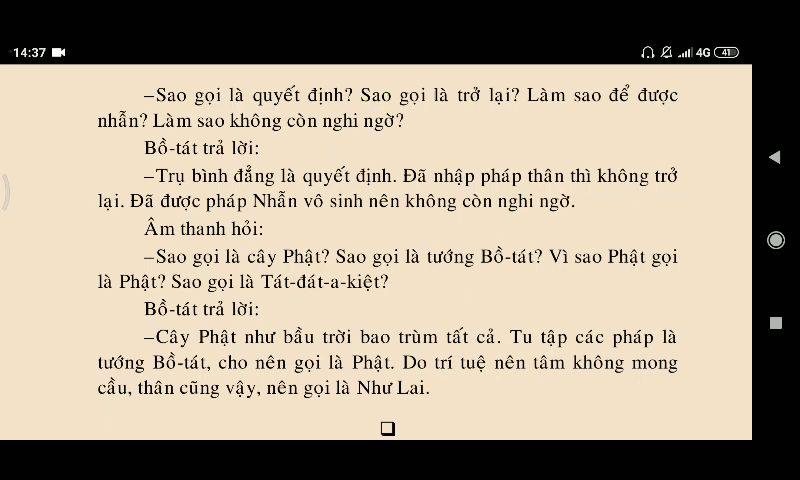 14:37
4G 41
–Sao gọi là quyết định? Sao gọi là trở lại? Làm sao để được
nhẫn? Làm sao không còn nghi ngờ?
Bồ-tát trả lời:
–Trụ bình đẳng là quyết định. Đã nhập pháp thân thì không trở
lại. Đã được pháp Nhẫn vô sinh nên không còn nghi ngờ.
Âm thanh hỏi:
–Sao gọi là cây Phật? Sao gọi là tướng Bồ-tát? Vì sao Phật gọi
là Phật? Sao gọi là Tát-đát-a-kiệt?
Bồ-tát trả lời:
–Cây Phật như bầu trời bao trùm tất cả. Tu tập các pháp là
tướng Bồ-tát, cho nên gọi là Phật. Do trí tuệ nên tâm không mong
cầu, thân cũng vậy, nên gọi là Như Lai.